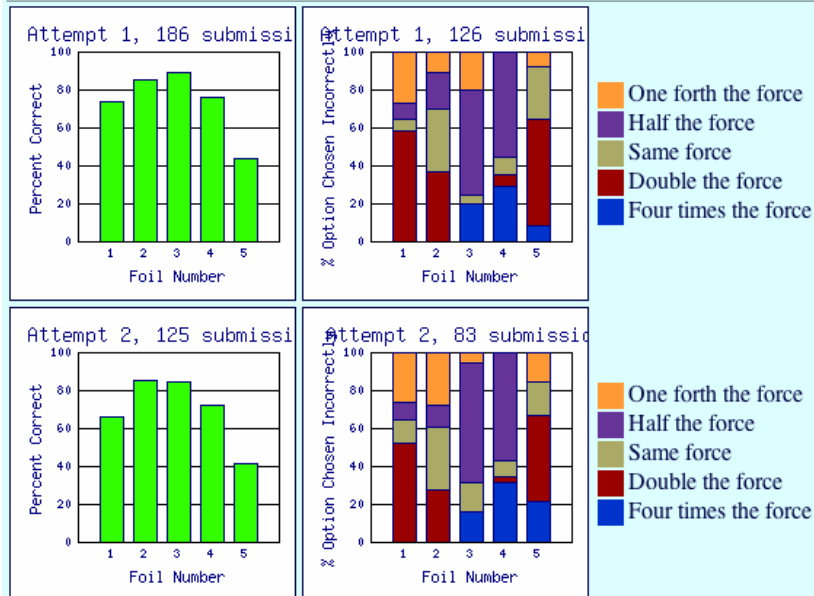 Attempt 1, 186 submissi
100
80
60
40
20
0
Percent Correct
1 2 3 4 5
Foil Number
Attempt 1, 126 submissi
100
80
60
40
20
0
% Option Chosen Incorrectly
1 2 3 4 5
Foil Number
One forth the force
Half the force
Same force
Double the force
Four times the force
Attempt 2, 125 submissi
100
80
60
40
20
0
Percent Correct
1 2 3 4 5
Foil Number
Attempt 2, 83 submissio
100
80
60
40
20
0
% Option Chosen Incorrectly
1 2 3 4 5
Foil Number
One forth the force
Half the force
Same force
Double the force
Four times the force